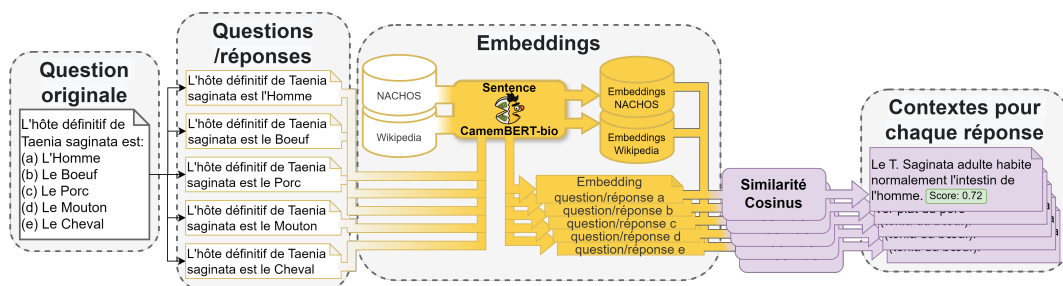 Question
originale
L'hôte définitif de
Taenia saginata est:
(a) L'Homme
(b) Le Boeuf
(c) Le Porc
(d) Le Mouton
(e) Le Cheval
Questions
/réponses
L'hôte définitif de Taenia
saginata est l'Homme
L'hôte définitif de Taenia
saginata est le Boeuf
L'hôte définitif de Taenia
saginata est le Porc
L'hôte définitif de Taenia
saginata est le Mouton
L'hôte définitif de Taenia
saginata est le Cheval
Embeddings
NACHOS
Wikipedia
Sentence
CamemBERT-bio
Embeddings
NACHOS
Embeddings
Wikipedia
Embedding
question/réponse a
question/réponse b
question/réponse c
question/réponse d
question/réponse e
Similarité
Cosinus
Contextes pour
chaque réponse
Le T. Saginata adulte habite
normalement l'intestin de
l'homme. Score: 0.72